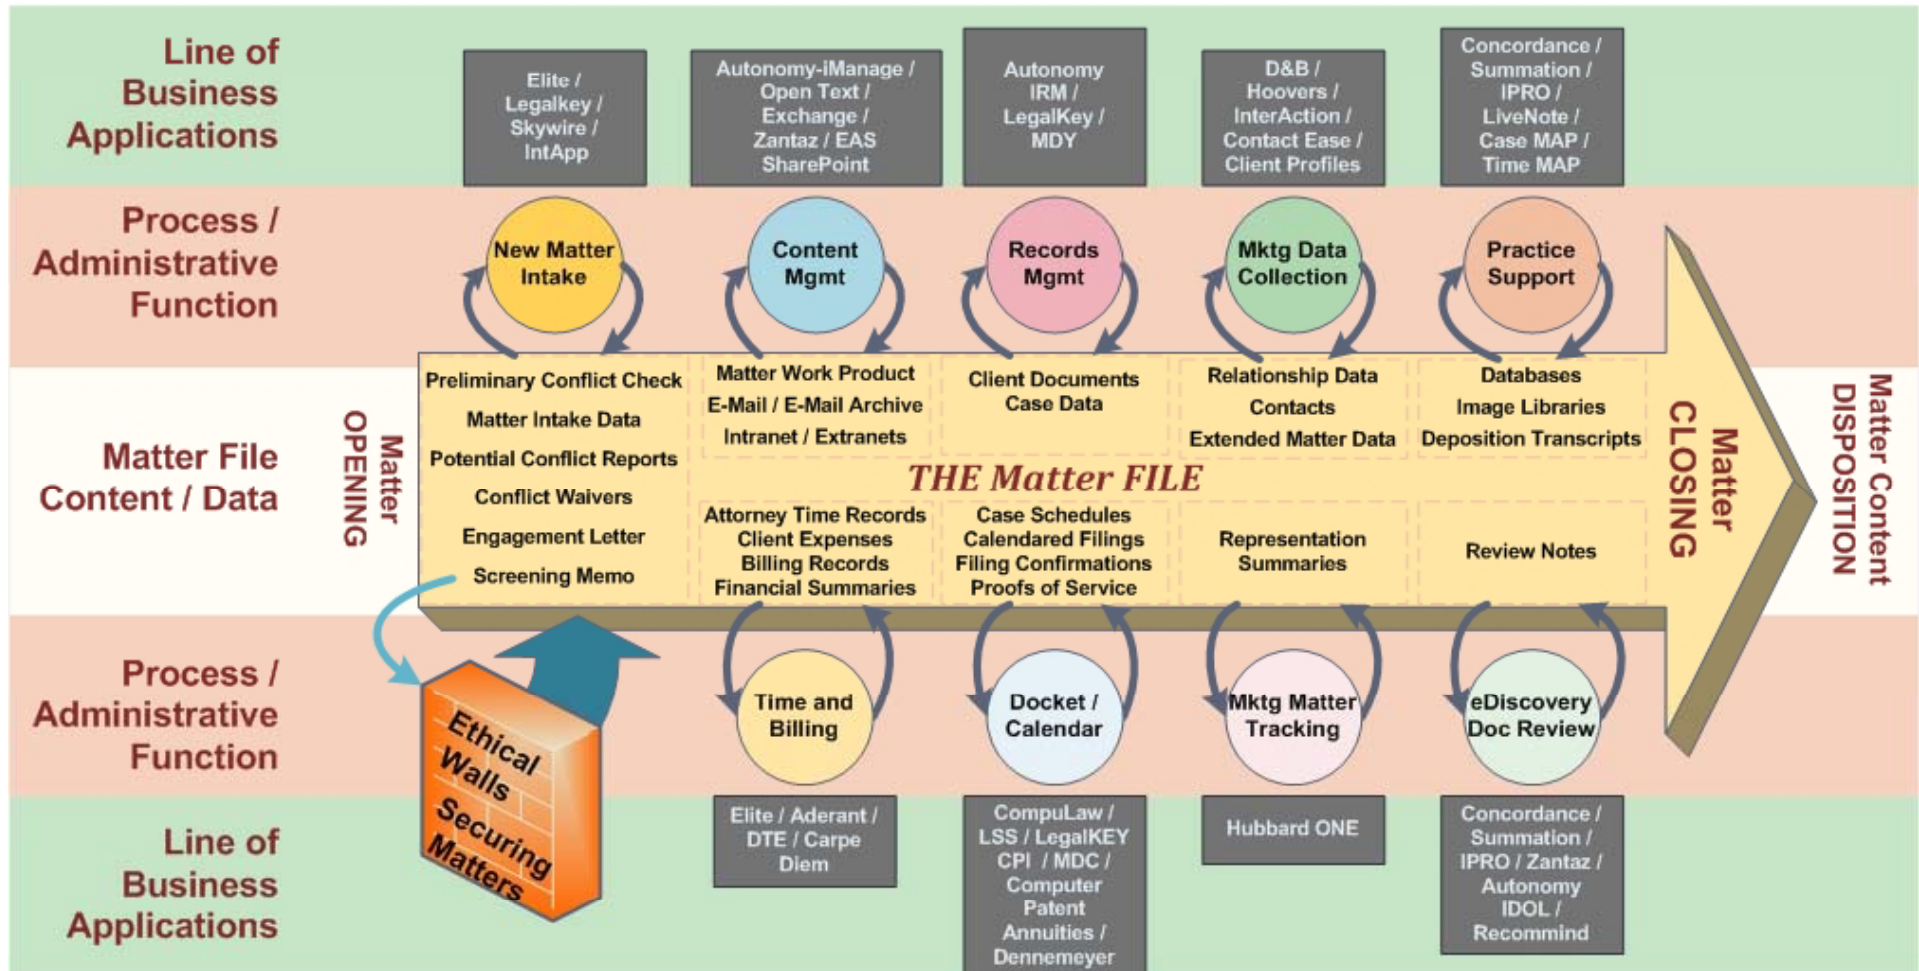 Line of
Business
Applications
Elite /
Legalkey /
Skywire /
IntApp
Autonomy-iManage /
Open Text /
Exchange /
Zantaz / EAS
SharePoint
Autonomy
IRM /
LegalKey /
MDY
D&B /
Hoovers /
InterAction /
Contact Ease /
Client Profiles
Concordance /
Summation /
IPRO /
LiveNote /
Case MAP /
Time MAP
Process /
Administrative
Function
New Matter
Intake
Content
Mgmt
Records
Mgmt
Mktg Data
Collection
Practice
Support
Matter File
Content / Data
Matter
OPENING
Preliminary Conflict Check
Matter Intake Data
Potential Conflict Reports
Conflict Waivers
Engagement Letter
Screening Memo
Matter Work Product
E-Mail / E-Mail Archive
Intranet / Extranets
Client Documents
Case Data
Relationship Data
Contacts
Extended Matter Data
Databases
Image Libraries
Deposition Transcripts
THE Matter FILE
Attorney Time Records
Client Expenses
Billing Records
Financial Summaries
Case Schedules
Calendared Filings
Filing Confirmations
Proofs of Service
Representation
Summaries
Review Notes
Matter
CLOSING
Matter Content
DISPOSITION
Process /
Administrative
Function
Ethical
Walls
Securing
Matters
Time and
Billing
Docket /
Calendar
Mktg Matter
Tracking
eDiscovery
Doc Review
Line of
Business
Applications
Elite / Aderant /
DTE / Carpe
Diem
CompuLaw /
LSS / LegalKEY
CPI / MDC /
Computer
Patent
Annuities /
Dennemeyer
Hubbard ONE
Concordance /
Summation /
IPRO / Zantaz /
Autonomy
IDOL /
Recommind